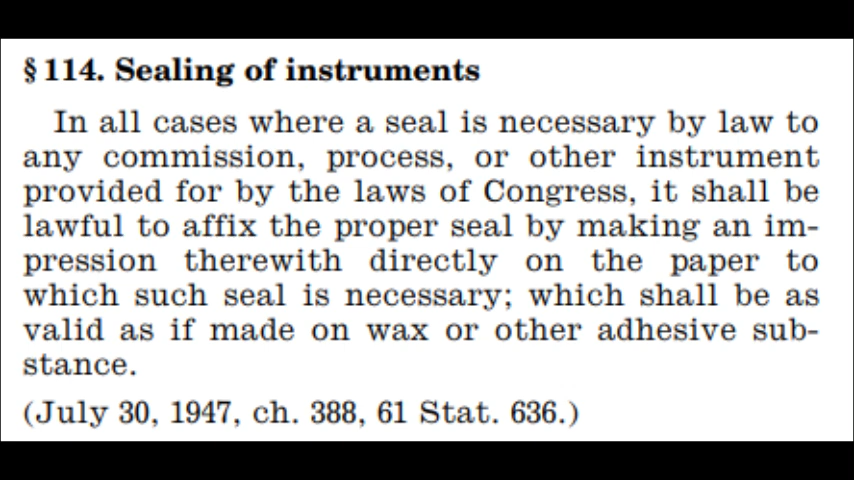 § 114. Sealing of instruments
In all cases where a seal is necessary by law to
any commission, process, or other instrument
provided for by the laws of Congress, it shall be
lawful to affix the proper seal by making an im-
pression therewith directly on the paper to
which such seal is necessary; which shall be as
valid as if made on wax or other adhesive sub-
stance.
(July 30, 1947, ch. 388, 61 Stat. 636.)